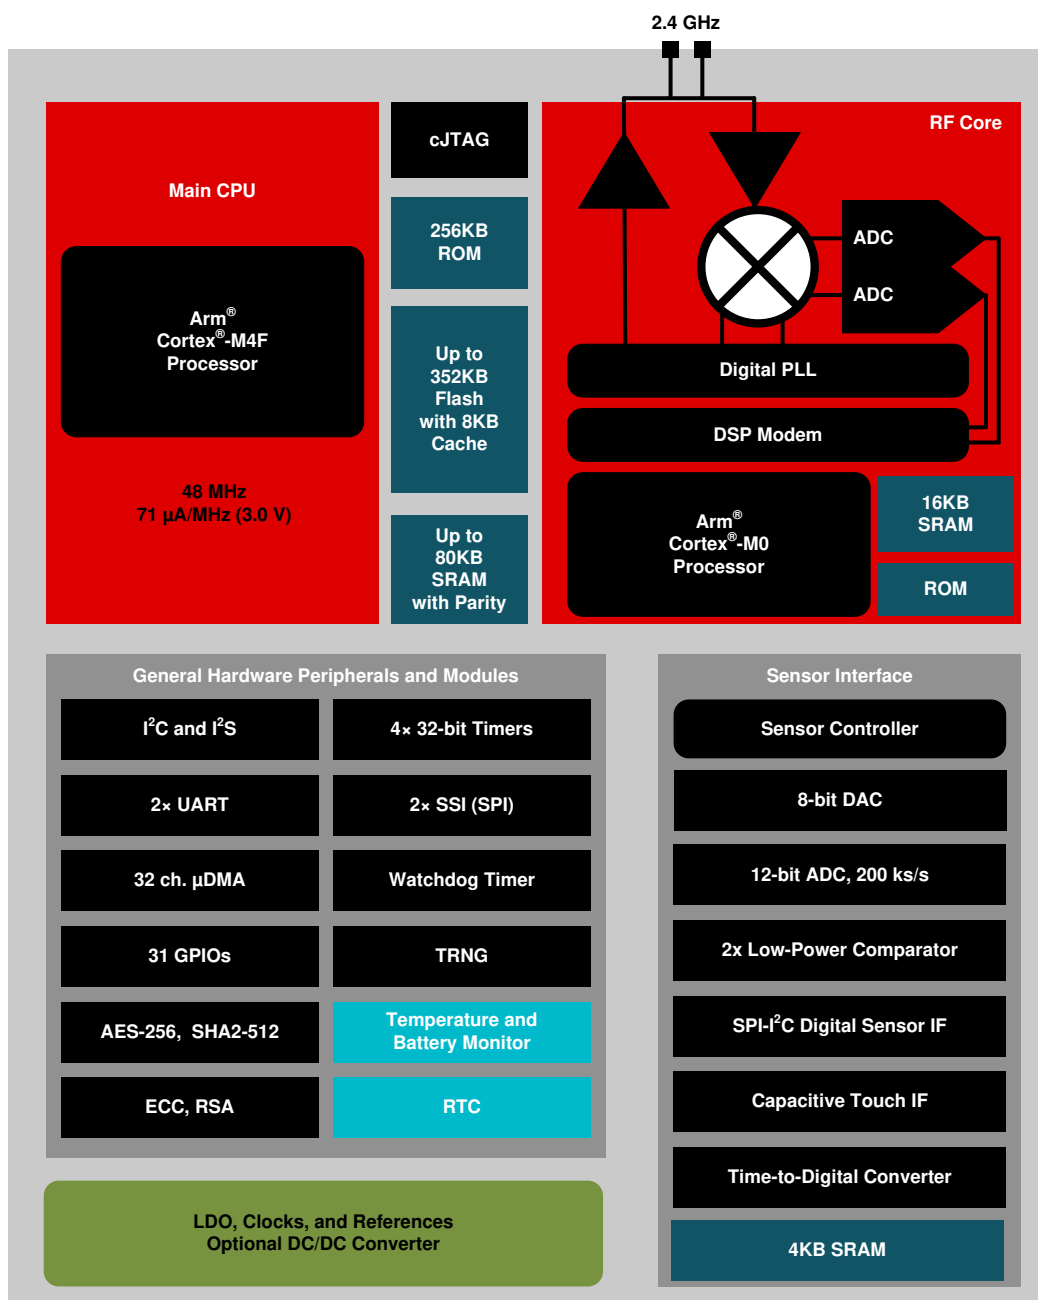 2.4 GHz
Main CPU
Arm®
Cortex®-M4F
Processor
48 MHz
71 µA/MHz (3.0 V)
cJTAG
256KB
ROM
Up to
352KB
Flash
with 8KB
Cache
Up to
80KB
SRAM
with Parity
RF Core
ADC
ADC
Digital PLL
DSP Modem
Arm®
Cortex®-M0
Processor
16KB
SRAM
ROM
General Hardware Peripherals and Modules
I²C and I²S
4× 32-bit Timers
2× UART
2× SSI (SPI)
32 ch. µDMA
Watchdog Timer
31 GPIOs
TRNG
AES-256, SHA2-512
Temperature and
Battery Monitor
ECC, RSA
RTC
LDO, Clocks, and References
Optional DC/DC Converter
Sensor Interface
Sensor Controller
8-bit DAC
12-bit ADC, 200 ks/s
2x Low-Power Comparator
SPI-I²C Digital Sensor IF
Capacitive Touch IF
Time-to-Digital Converter
4KB SRAM